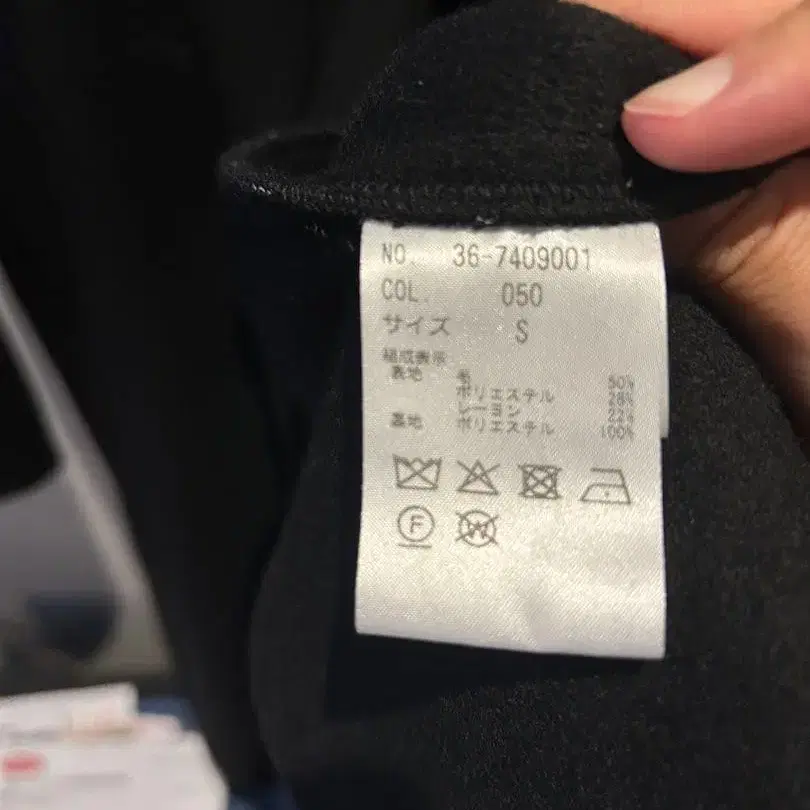 NO. 36-7409001
COL. 050
サイズ S
組成表示
表地 毛 50%
ポリエステル 28%
レーヨン 22%
裏地 ポリエステル 100%
F
W